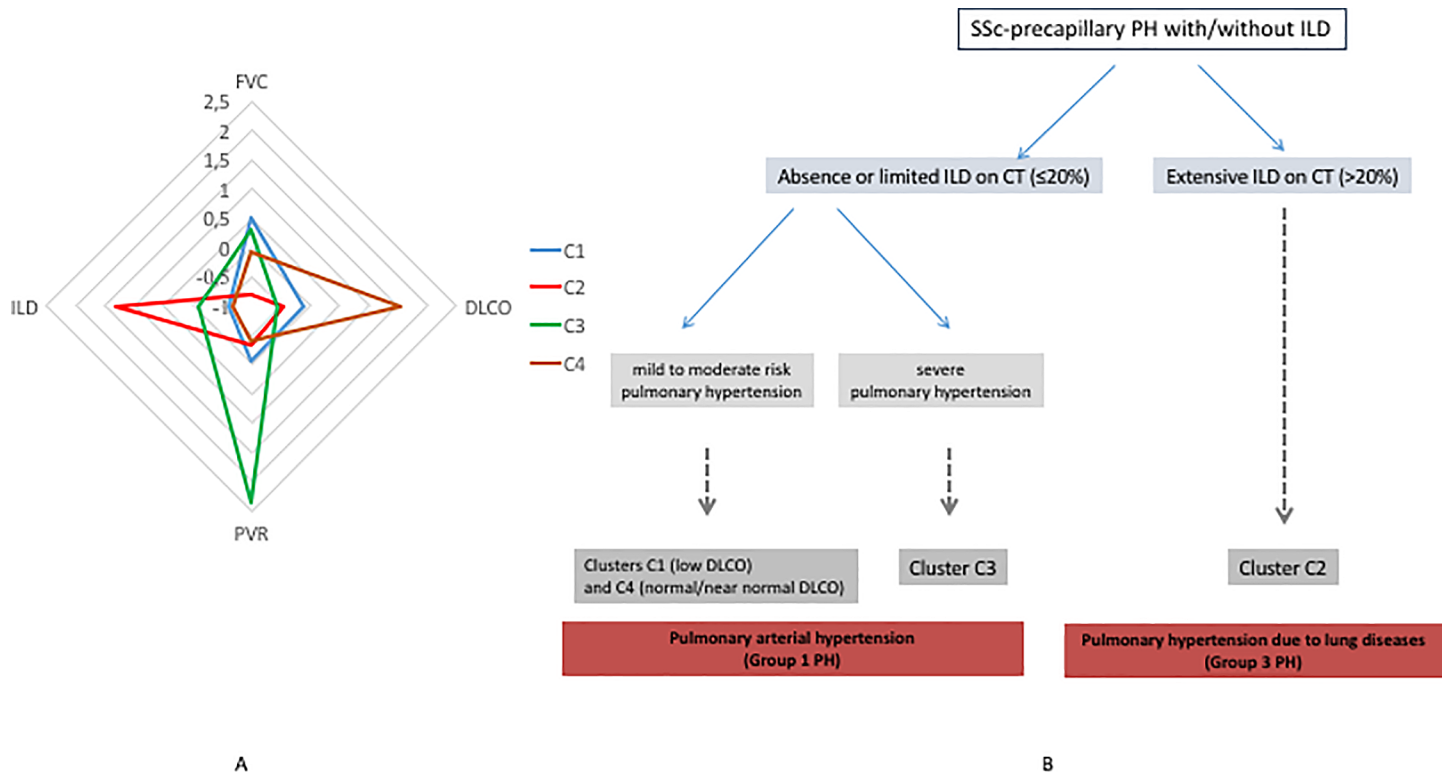 FVC
2,5
2
1,5
1
0,5
0
-0,5
-1
ILD
DLCO
PVR
C1
C2
C3
C4
A
SSc-precapillary PH with/without ILD
Absence or limited ILD on CT (≤20%)
Extensive ILD on CT (>20%)
mild to moderate risk
pulmonary hypertension
severe
pulmonary hypertension
Clusters C1 (low DLCO)
and C4 (normal/near normal DLCO)
Cluster C3
Cluster C2
Pulmonary arterial hypertension
(Group 1 PH)
Pulmonary hypertension due to lung diseases
(Group 3 PH)
B